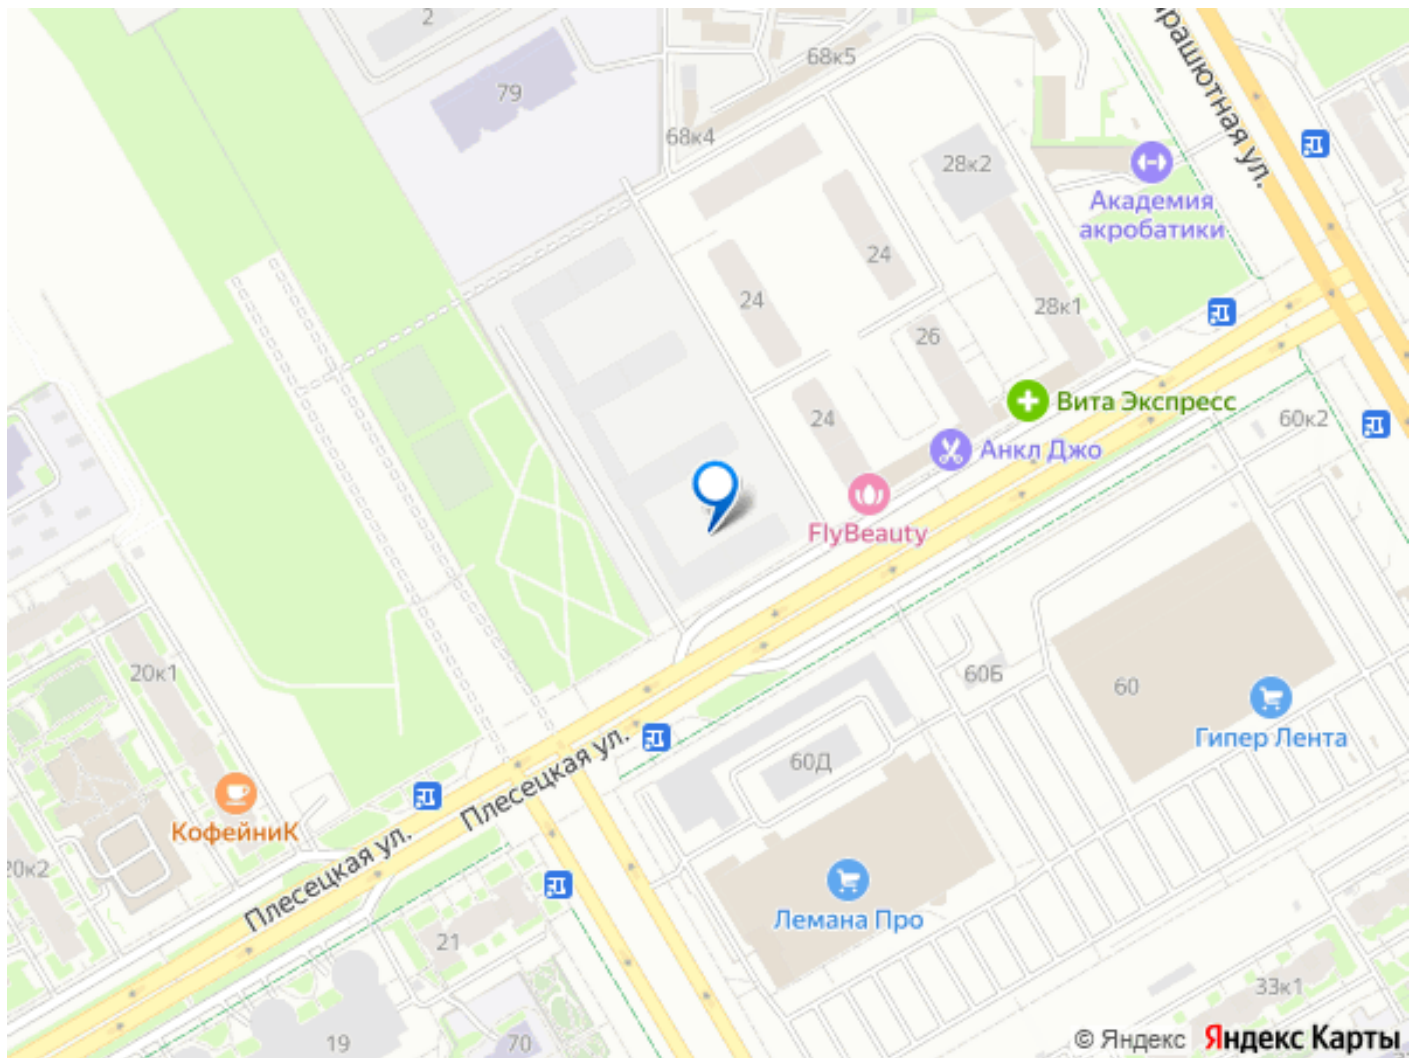 2
79
68к5
68к4
28к2
Парашютная ул.
Академия
акробатики
24
24
28к1
26
24
Вита Экспресс
Анкл Джо
60к2
FlyBeauty
20к1
60Б
60
Гипер Лента
Плесецкая ул.
60Д
КофейниК
Плесецкая ул.
20к2
Лемана Про
21
33к1
19
70
© Яндекс Яндекс Карты